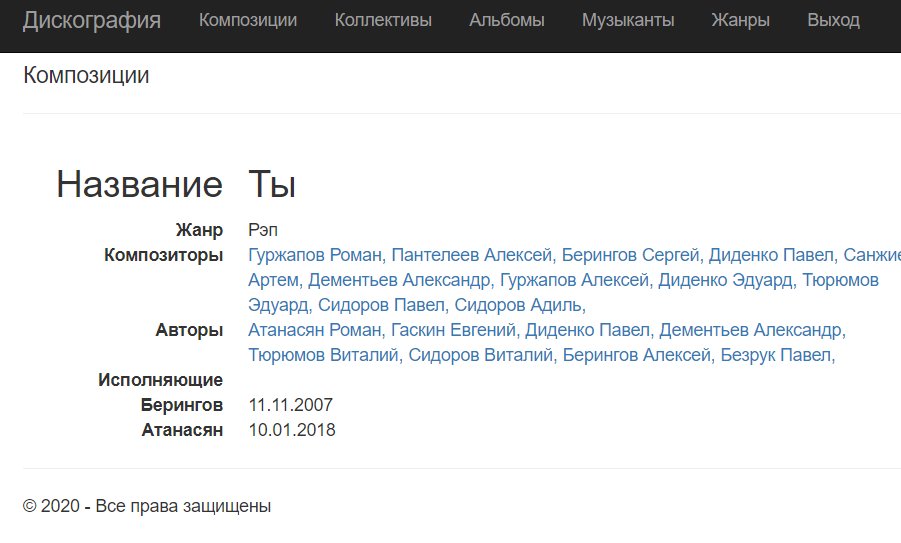 Дискография Композиции Коллективы Альбомы Музыканты Жанры Выход
Композиции
Название Ты
Жанр Рэп
Композиторы Гуржапов Роман, Пантелеев Алексей, Берингов Сергей, Диденко Павел,
Артем, Дементьев Александр, Гуржапов Алексей, Диденко Эдуард, Тюрюмов
Эдуард, Сидоров Павел, Сидоров Адиль,
Авторы Атанасян Роман, Гаскин Евгений, Диденко Павел, Дементьев Александр,
Тюрюмов Виталий, Сидоров Виталий, Берингов Алексей, Безрук Павел,
Исполняющие
Берингов 11.11.2007
Атанасян 10.01.2018
© 2020 - Все права защищены